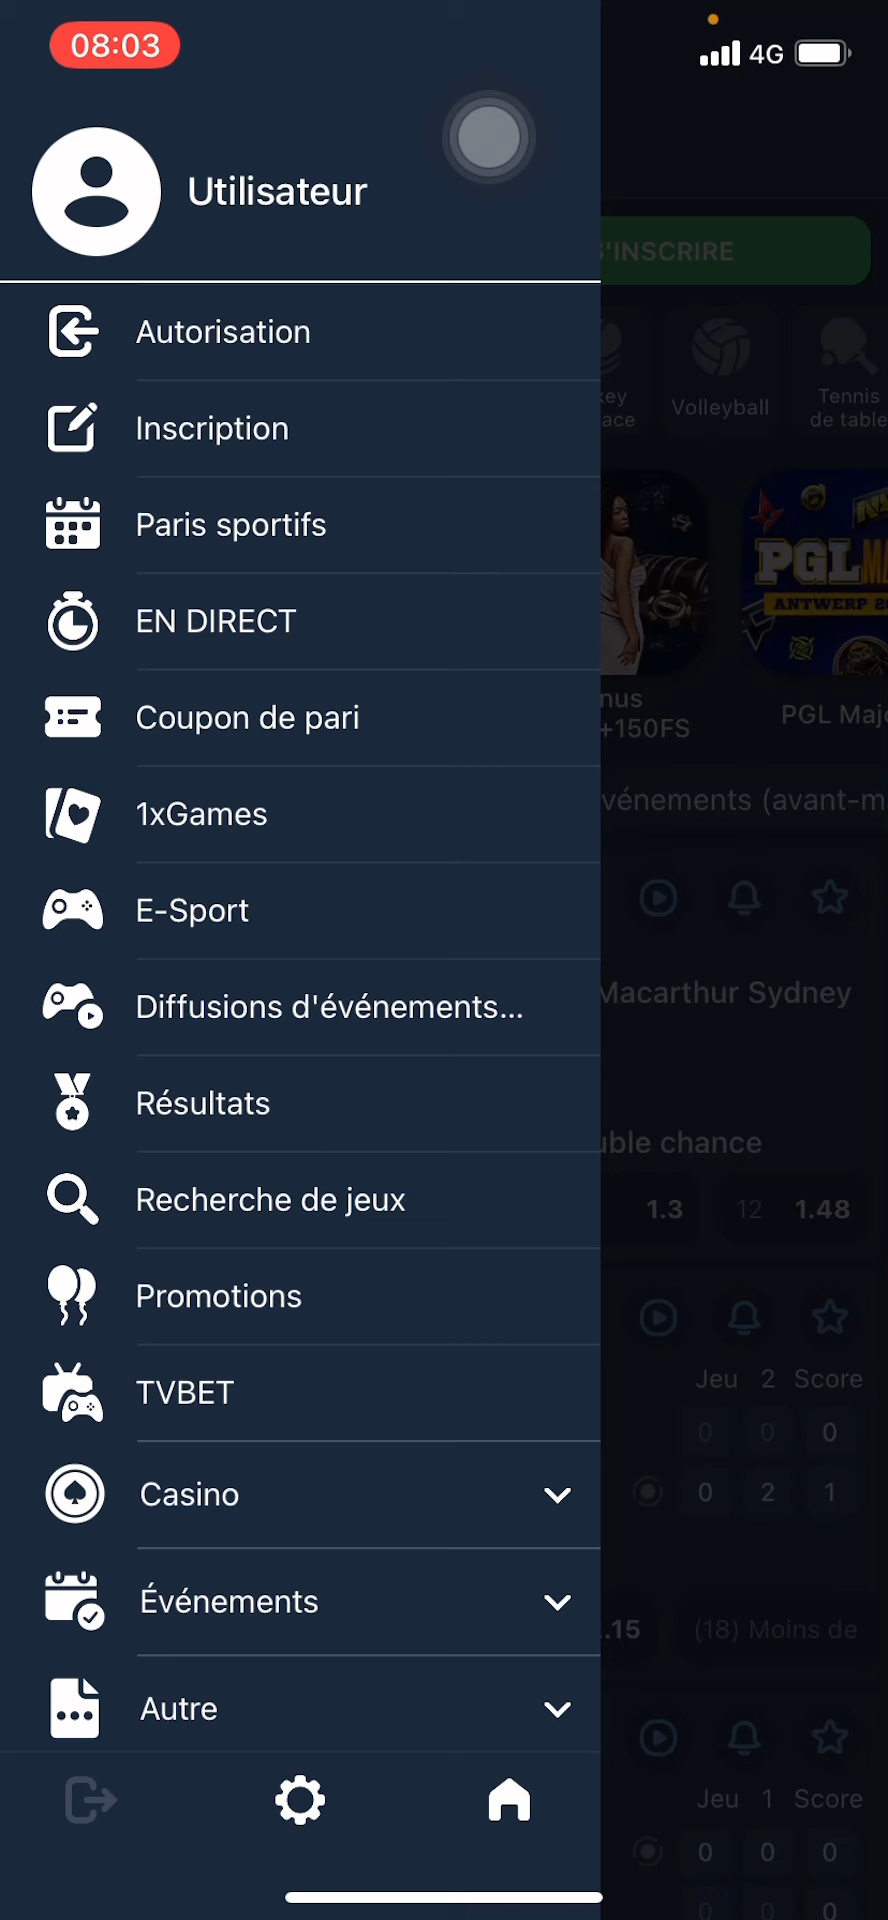 08:03
4G
Utilisateur
S'INSCRIRE
Autorisation
Inscription
Volleyball
Tennis
de table
Paris sportifs
PGL
ANTWERP
EN DIRECT
Coupon de pari
+150FS
PGL
1xGames
(avant-m
E-Sport
Diffusions d'événements...
Macarthur Sydney
Résultats
chance
Recherche de jeux
1.3
12 1.48
Promotions
TVBET
Jeu 2 Score
0 0 0
0 2 1
Casino
Événements
.15
(18) Moins de
Autre
Jeu 1 Score
0 0 0
0 0 0